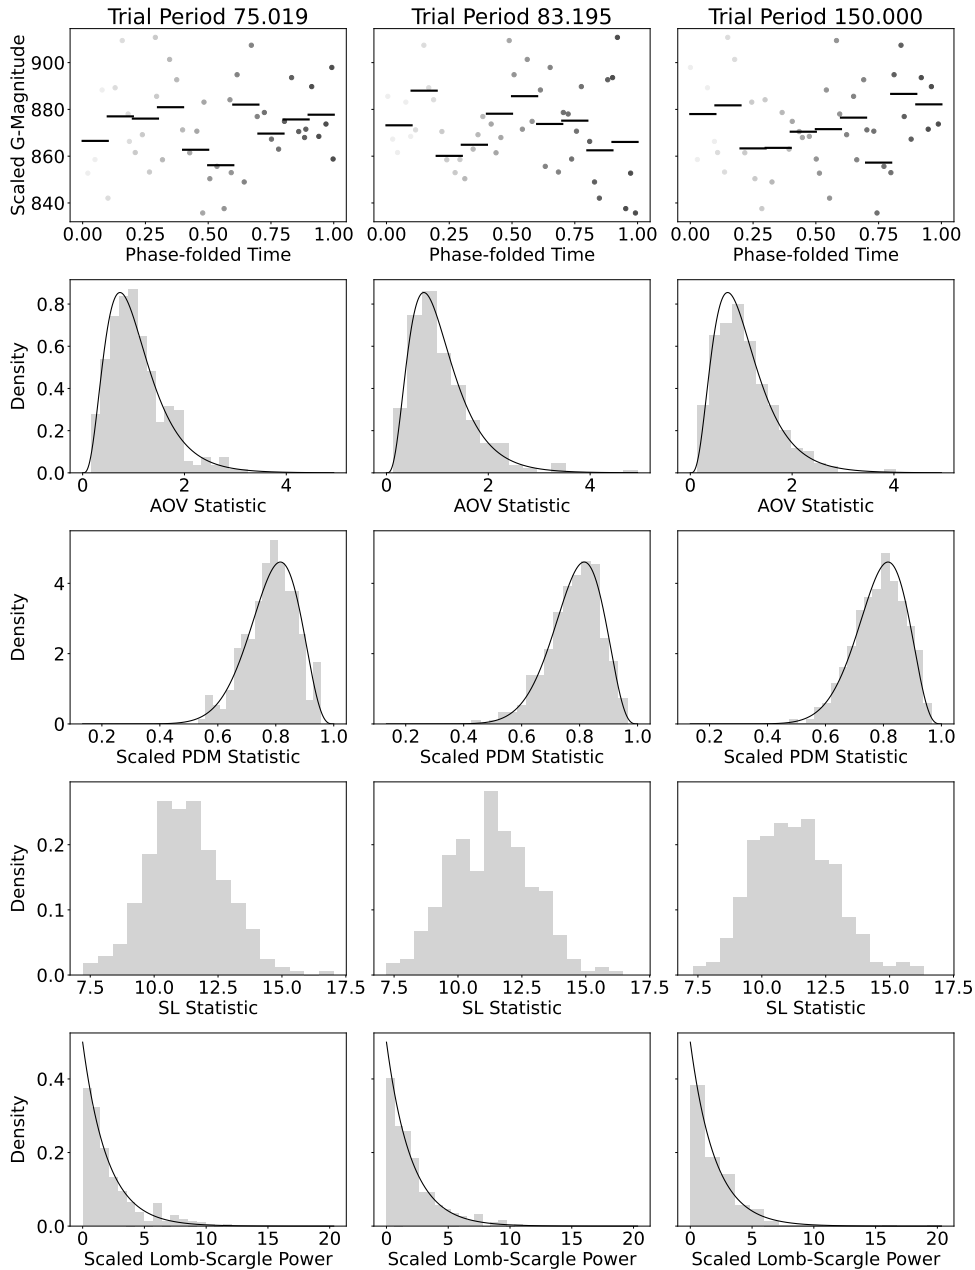 Trial Period 75.019 Trial Period 83.195 Trial Period 150.000
Scaled G-Magnitude
900
880
860
840
0.00 0.25 0.50 0.75 1.00 0.00 0.25 0.50 0.75 1.00 0.00 0.25 0.50 0.75 1.00
Phase-folded Time Phase-folded Time Phase-folded Time
Density
0.8
0.6
0.4
0.2
0.0
0 2 4 0 2 4 0 2 4
AOV Statistic AOV Statistic AOV Statistic
Density
4
2
0
0.2 0.4 0.6 0.8 1.0 0.2 0.4 0.6 0.8 1.0 0.2 0.4 0.6 0.8 1.0
Scaled PDM Statistic Scaled PDM Statistic Scaled PDM Statistic
Density
0.2
0.1
0.0
7.5 10.0 12.5 15.0 17.5 7.5 10.0 12.5 15.0 17.5 7.5 10.0 12.5 15.0 17.5
SL Statistic SL Statistic SL Statistic
Density
0.4
0.2
0.0
0 5 10 15 20 0 5 10 15 20 0 5 10 15 20
Scaled Lomb-Scargle Power Scaled Lomb-Scargle Power Scaled Lomb-Scargle Power